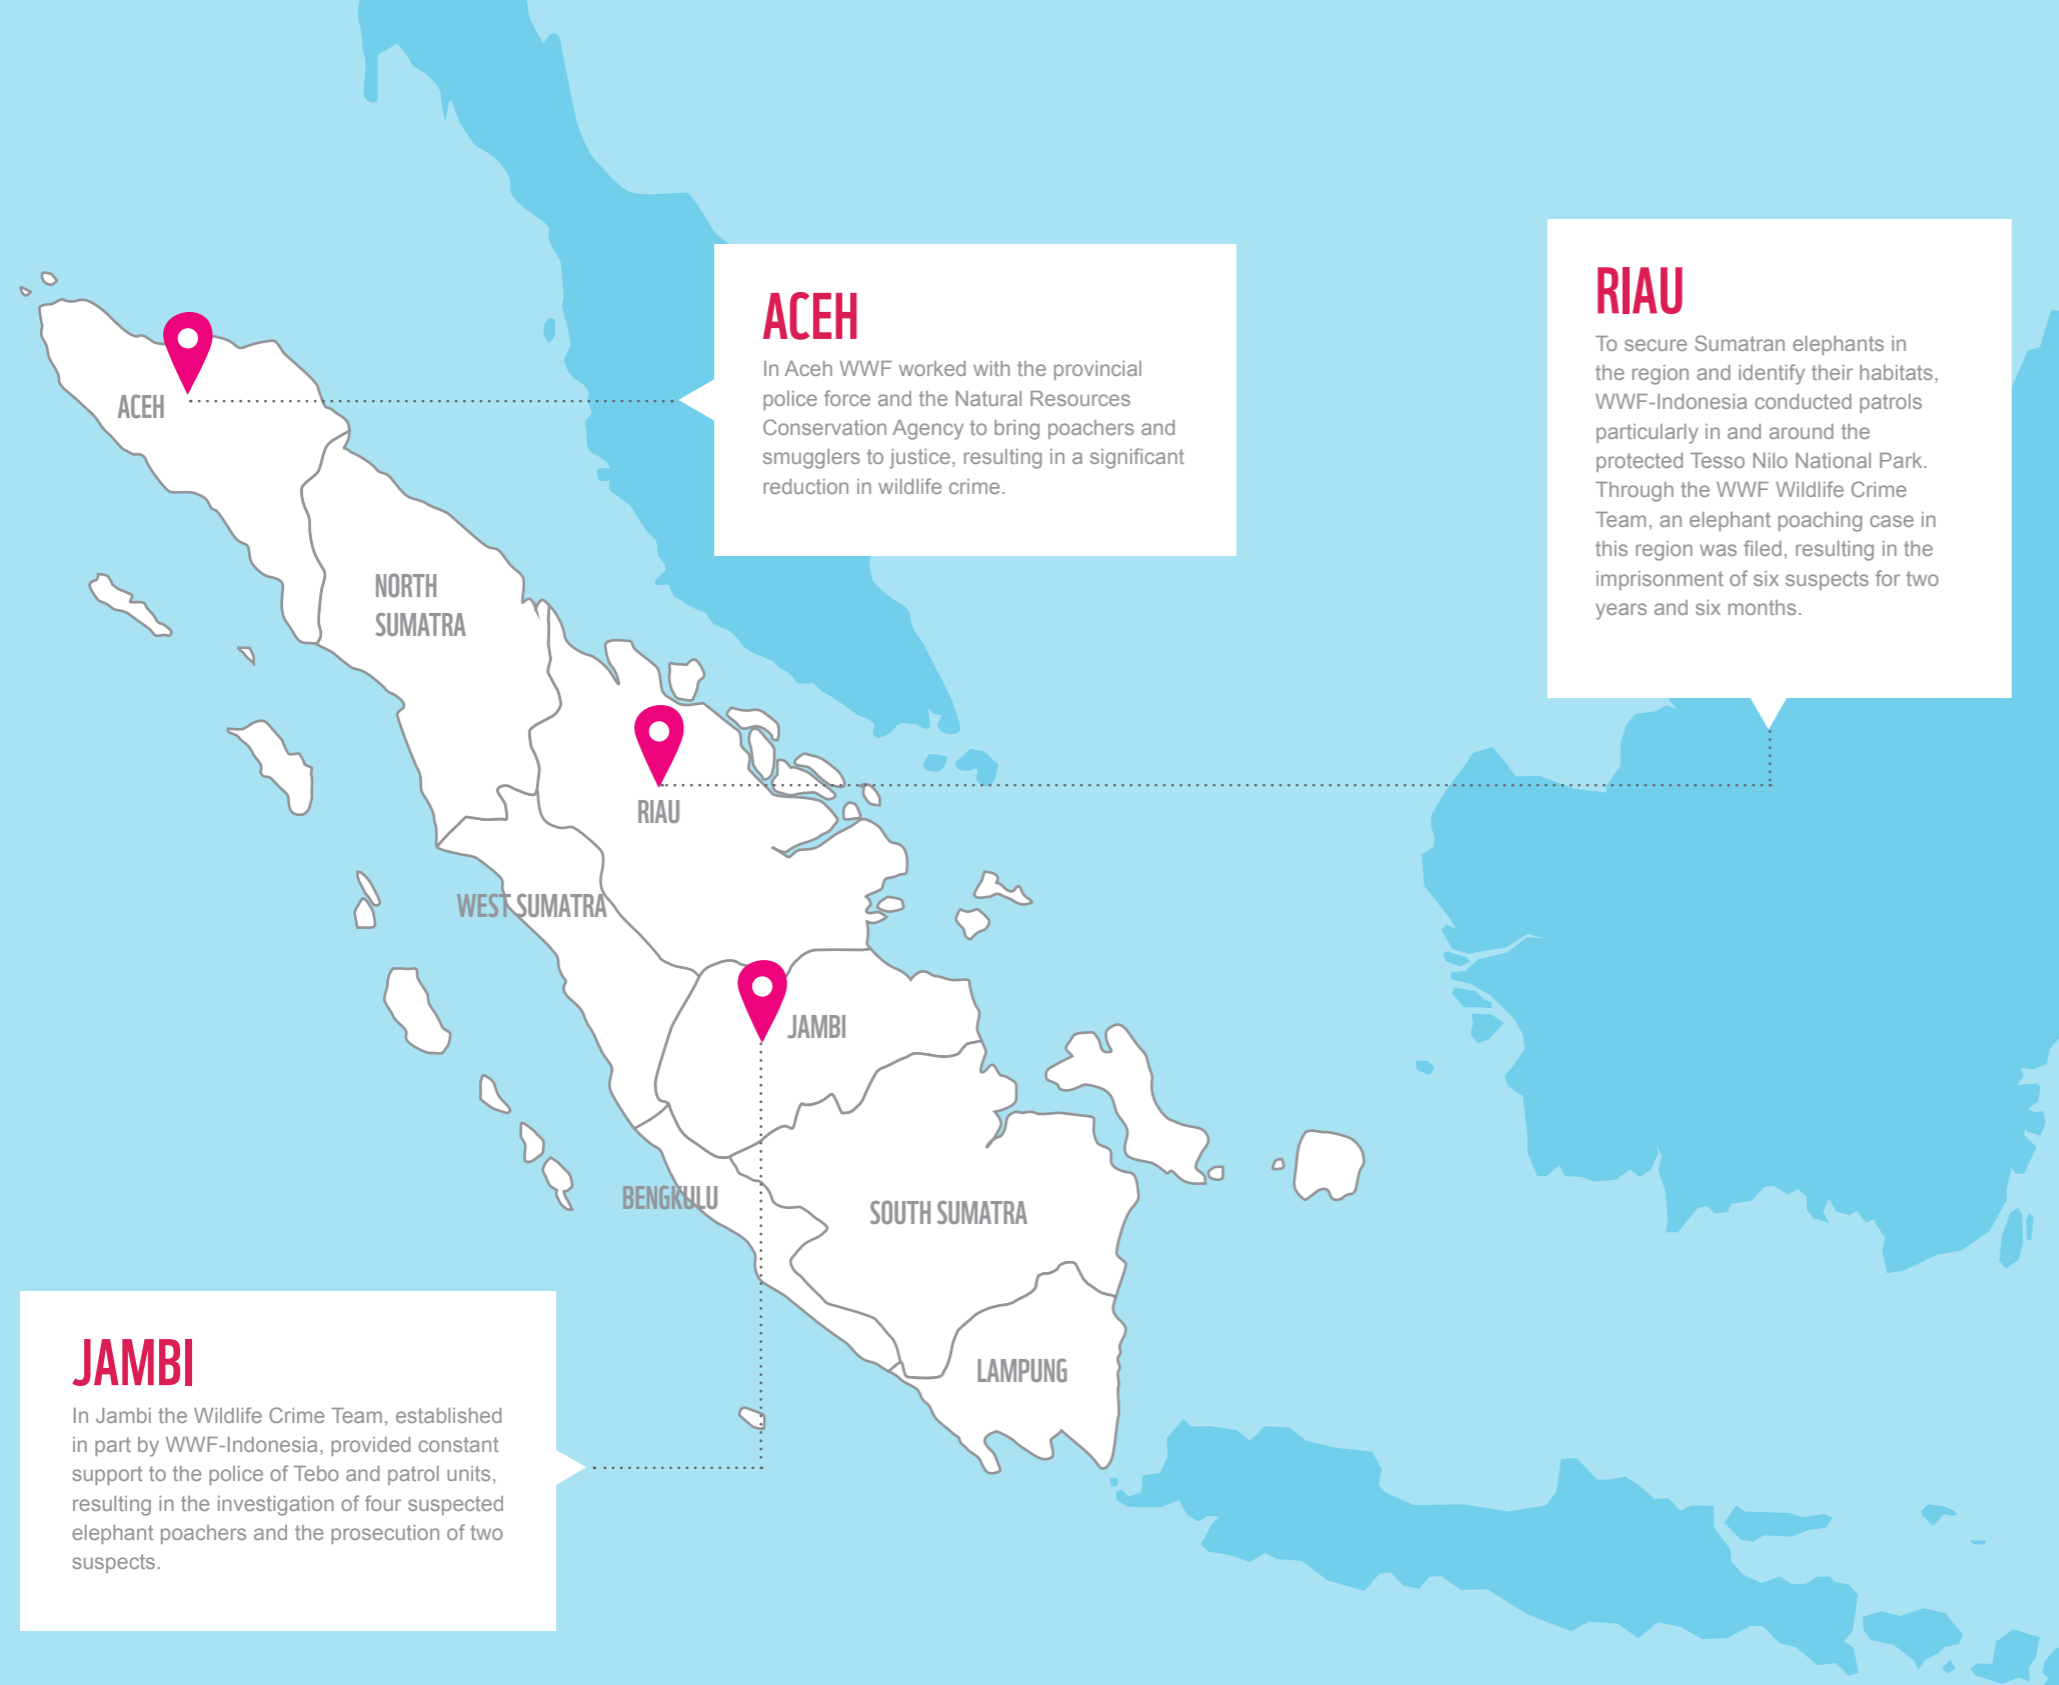 ACEH
In Aceh WWF worked with the provincial
police force and the Natural Resources
Conservation Agency to bring poachers and
smugglers to justice, resulting in a significant
reduction in wildlife crime.
RIAU
To secure Sumatran elephants in
the region and identify their habitats,
WWF-Indonesia conducted patrols
particularly in and around the
protected Tesso Nilo National Park.
Through the WWF Wildlife Crime
Team, an elephant poaching case in
this region was filed, resulting in the
imprisonment of six suspects for two
years and six months.
ACEH
NORTH
SUMATRA
RIAU
WEST SUMATRA
JAMBI
BENGKULU
SOUTH SUMATRA
LAMPUNG
JAMBI
In Jambi the Wildlife Crime Team, established
in part by WWF-Indonesia, provided constant
support to the police of Tebo and patrol units,
resulting in the investigation of four suspected
elephant poachers and the prosecution of two
suspects.